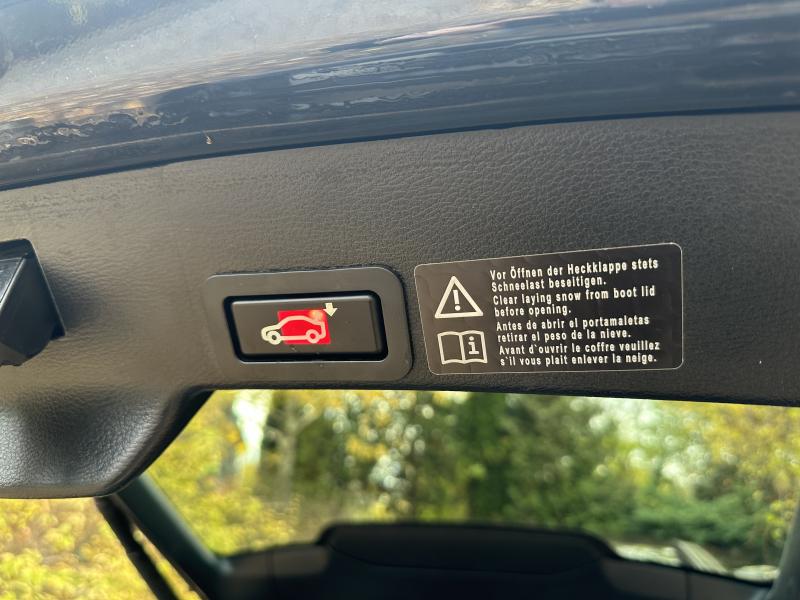 Vor Öffnen der Heckklappe stets
Schneelast beseitigen.
Clear laying snow from boot lid
before opening.
Antes de abrir el portamaletas
retirar el peso de la nieve.
Avant d`ouvrir le coffre veuillez
s´il vous plait enlever la neige.